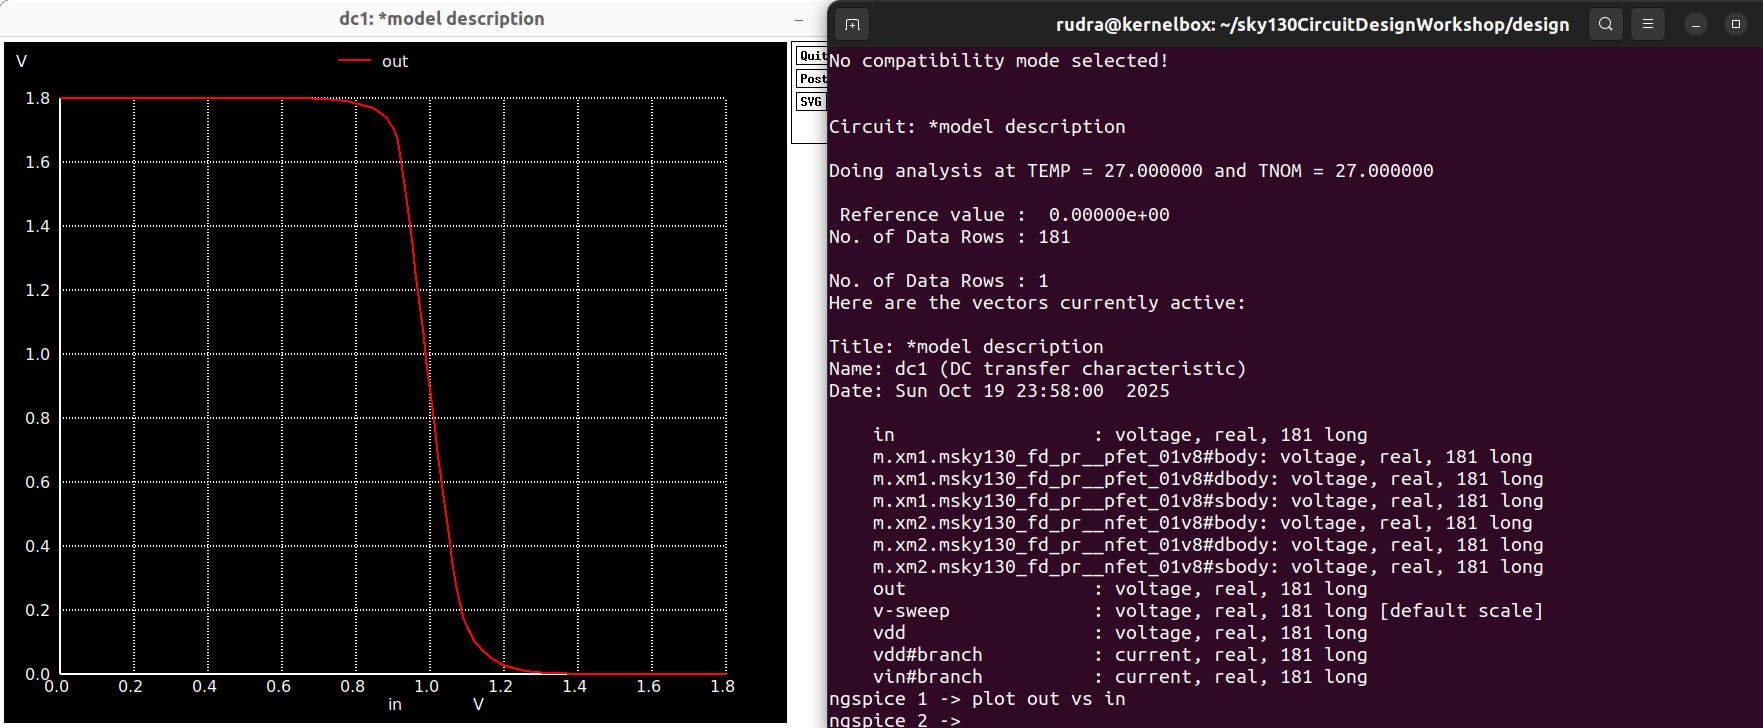 dc1: *model description
V
out
1.8
1.6
1.4
1.2
1.0
0.8
0.6
0.4
0.2
0.0
0.0 0.2 0.4 0.6 0.8 1.0 1.2 1.4 1.6 1.8
in V
Quit
Post
SVG
rudra@kernelbox: ~/sky130CircuitDesignWorkshop/design
No compatibility mode selected!
Circuit: *model description
Doing analysis at TEMP = 27.000000 and TNOM = 27.000000
Reference value :  0.00000e+00
No. of Data Rows : 181
No. of Data Rows : 1
Here are the vectors currently active:
Title: *model description
Name: dc1 (DC transfer characteristic)
Date: Sun Oct 19 23:58:00  2025
in                  : voltage, real, 181 long
m.xm1.msky130_fd_pr__pfet_01v8#body: voltage, real, 181 long
m.xm1.msky130_fd_pr__pfet_01v8#dbody: voltage, real, 181 long
m.xm1.msky130_fd_pr__pfet_01v8#sbody: voltage, real, 181 long
m.xm2.msky130_fd_pr__nfet_01v8#body: voltage, real, 181 long
m.xm2.msky130_fd_pr__nfet_01v8#dbody: voltage, real, 181 long
m.xm2.msky130_fd_pr__nfet_01v8#sbody: voltage, real, 181 long
out                 : voltage, real, 181 long
v-sweep             : voltage, real, 181 long [default scale]
vdd                 : voltage, real, 181 long
vdd#branch          : current, real, 181 long
vin#branch          : current, real, 181 long
ngspice 1 -> plot out vs in
ngspice 2 ->